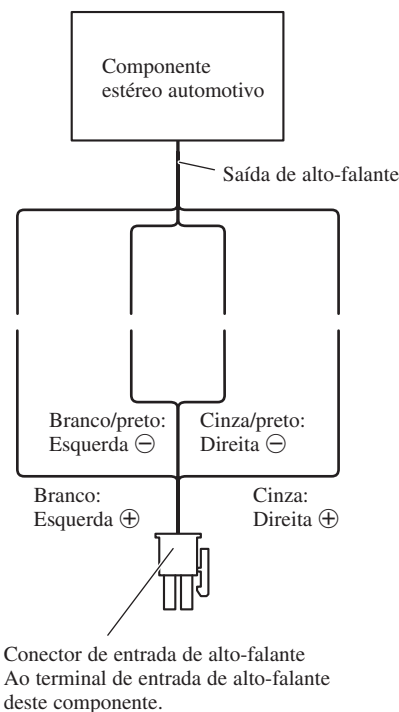 Componente
estéreo automotivo
Saída de alto-falante
Branco/preto:
Esquerda ⊖
Cinza/preto:
Direita ⊖
Branco:
Esquerda ⊕
Cinza:
Direita ⊕
Conector de entrada de alto-falante
Ao terminal de entrada de alto-falante
deste componente.